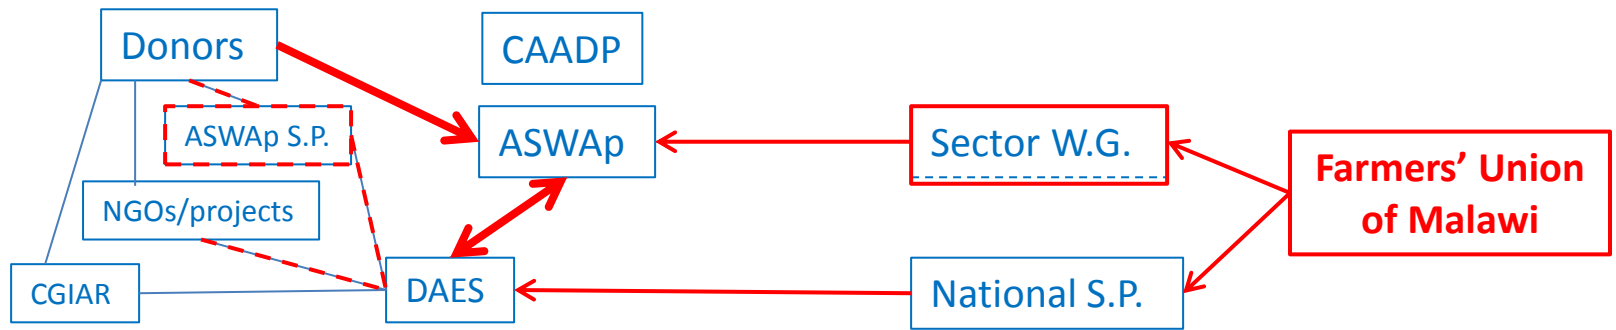 Donors
CAADP
ASWAp S.P.
ASWAp
Sector W.G.
Farmers’ Union
of Malawi
NGOs/projects
CGIAR
DAES
National S.P.